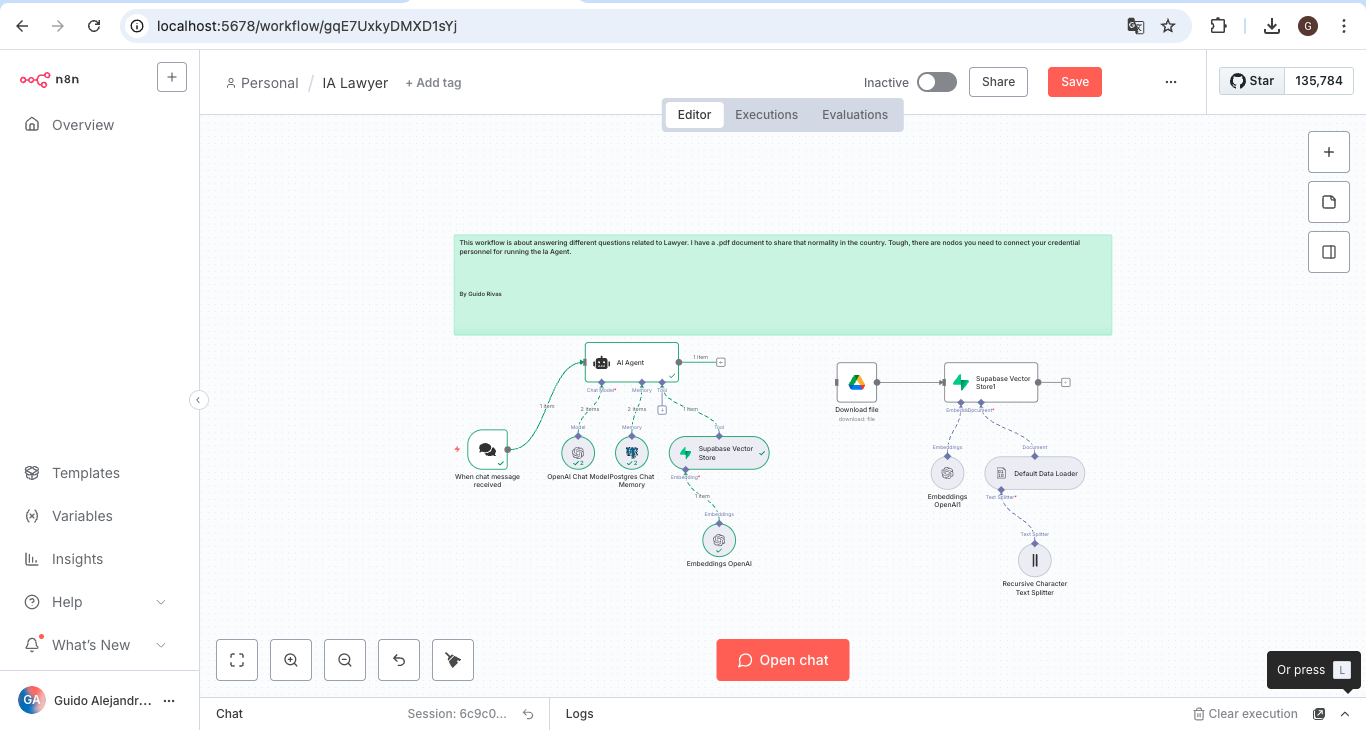 localhost:5678/workflow/gqE7UxkyDMXD1sYj
G
n8n
Personal / IA Lawyer + Add tag
Inactive
Share
Save
Star 135,784
Editor Executions Evaluations
Overview
This workflow is about answering different questions related to Lawyer. I have a .pdf document to share that normality in the country. Tough, there are nodos you need to connect your credential
personnel for running the Ia Agent.
By Guido Rivas
AI Agent
1 item
Chat Model*
Memory
Tool
1 item
2 items
2 items
1 item
Model
Memory
Tool
When chat message
received
2
OpenAI Chat Model
2
Postgres Chat
Memory
Supabase Vector
Store
Embedding*
1 item
Embeddings
Embeddings OpenAI
Download file
download: file
Supabase Vector
Store1
Embedding*
Document*
Embeddings
Document
Embeddings
OpenAI1
Default Data Loader
Text Splitter*
Text Splitter
Recursive Character
Text Splitter
Templates
Variables
Insights
Help
What's New
GA
Guido Alejandr...
Open chat
Or press L
Chat
Session: 6c9c0...
Logs
Clear execution